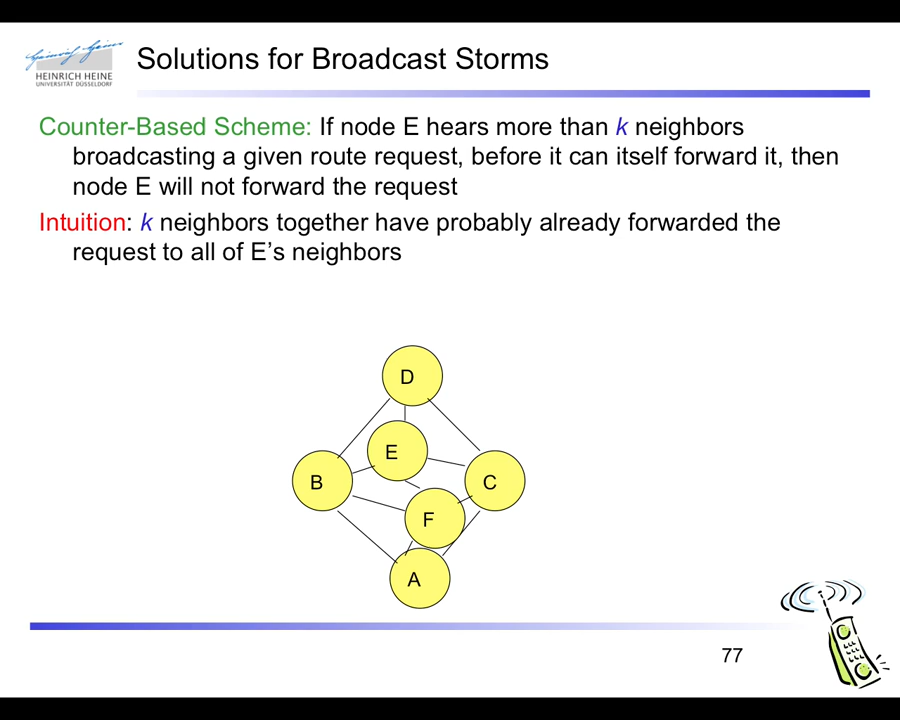 Heinrich Heine
HEINRICH HEINE
UNIVERSITÄT DÜSSELDORF
Solutions for Broadcast Storms
Counter-Based Scheme: If node E hears more than k neighbors
broadcasting a given route request, before it can itself forward it, then
node E will not forward the request
Intuition: k neighbors together have probably already forwarded the
request to all of E’s neighbors
D
E
B
C
F
A
77